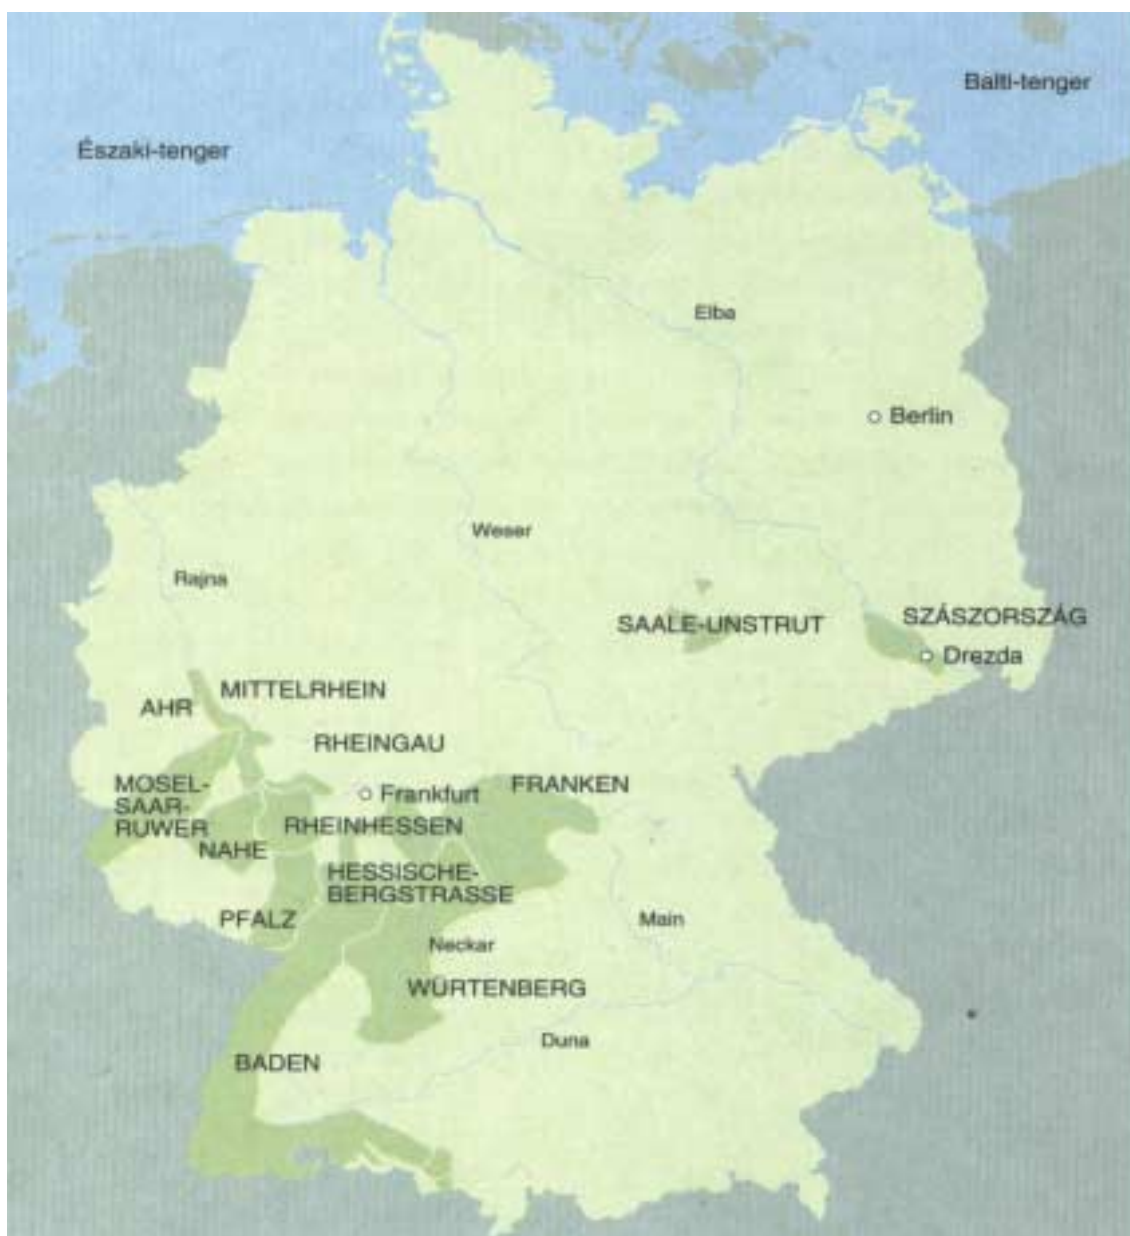 Balti-tenger
Északi-tenger
Elba
Berlin
Weser
Rajna
SZÁSZORSZÁG
SAALE-UNSTRUT
Drezda
MITTELRHEIN
AHR
RHEINGAU
MOSEL-
SAAR-
RUWER
FRANKEN
Frankfurt
RHEINHESSEN
NAHE
HESSISCHE-
BERGSTRASSE
PFALZ
Main
Neckar
WÜRTENBERG
Duna
BADEN